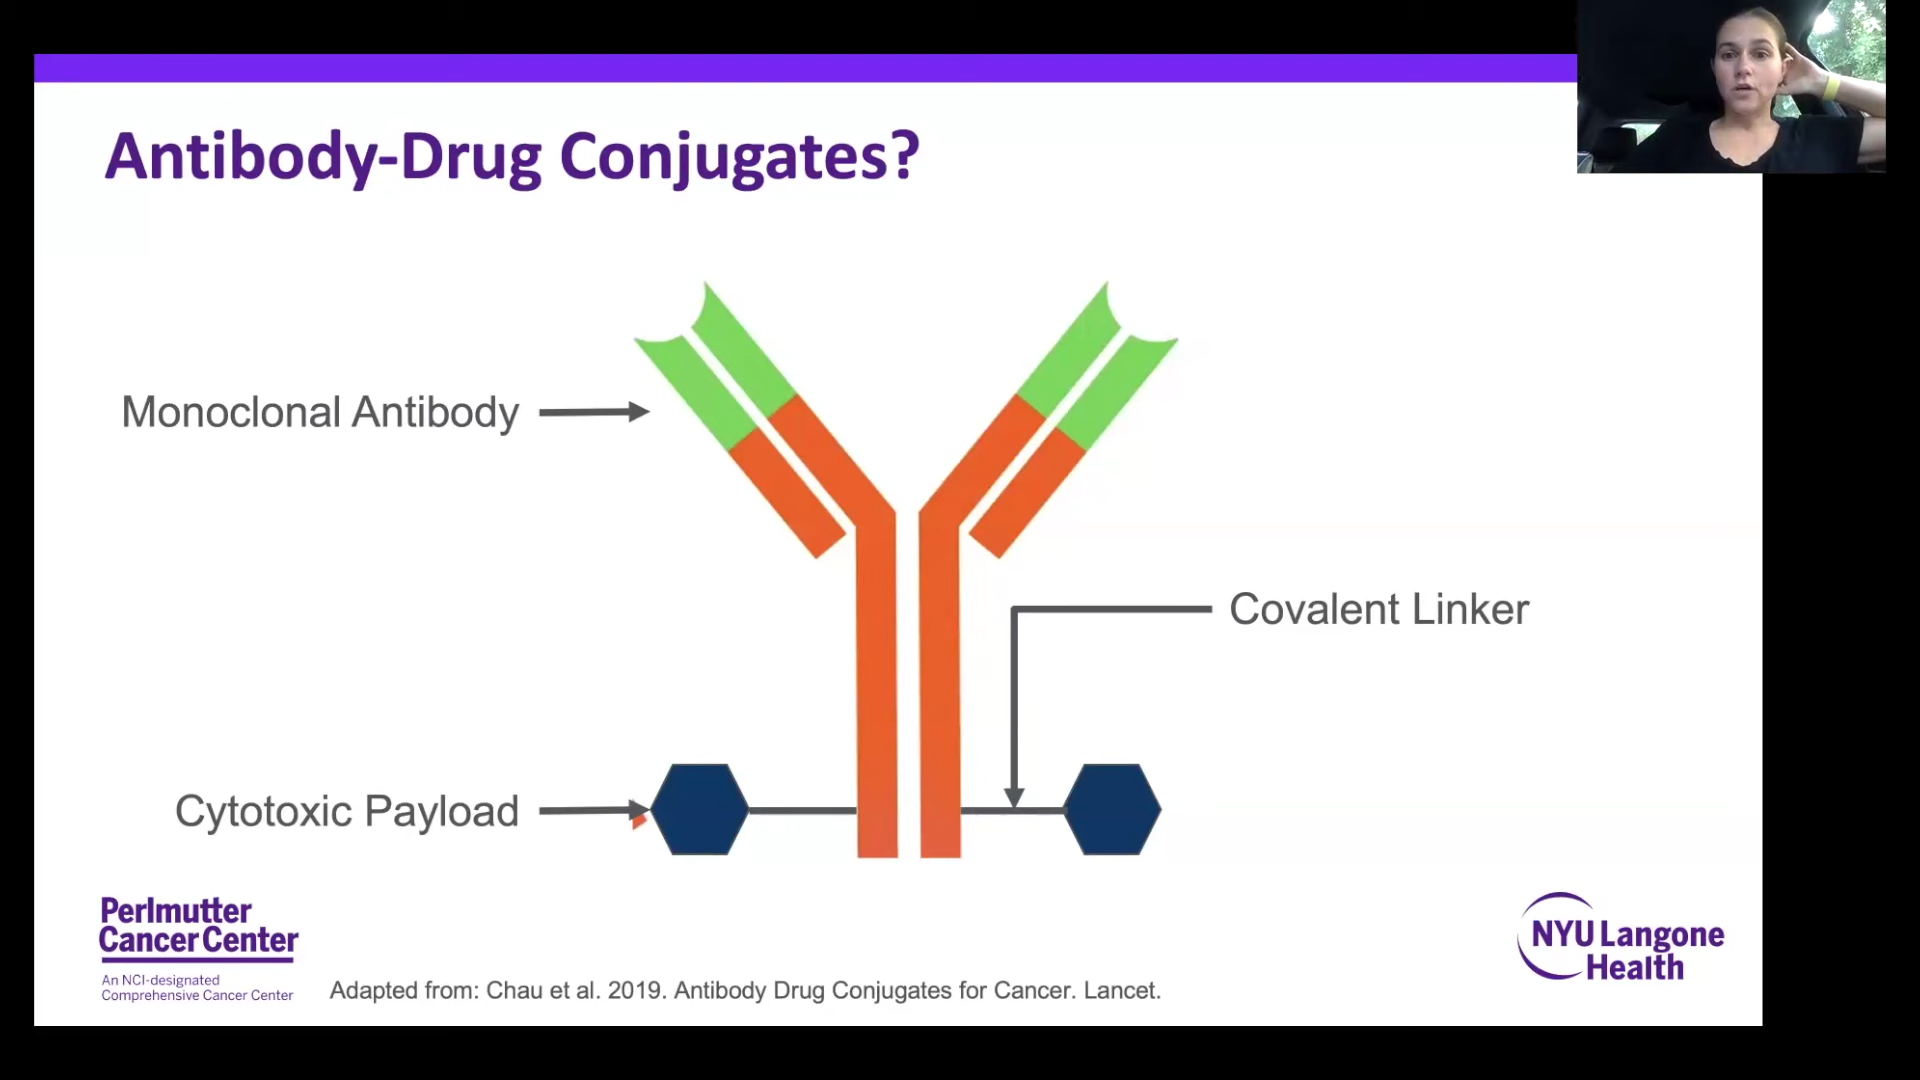 Antibody-Drug Conjugates?
Monoclonal Antibody
Covalent Linker
Cytotoxic Payload
Perlmutter
Cancer Center
An NCI-designated
Comprehensive Cancer Center
Adapted from: Chau et al. 2019. Antibody Drug Conjugates for Cancer. Lancet.
NYU Langone
Health